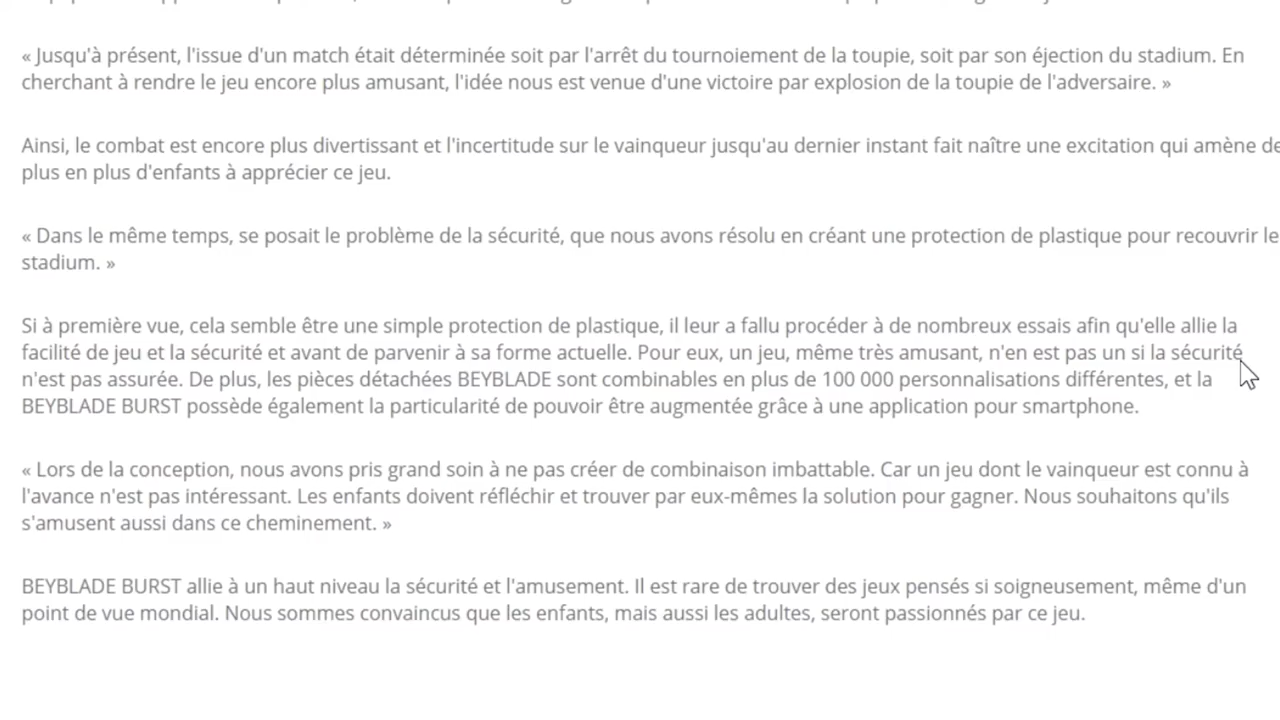 « Jusqu'à présent, l'issue d'un match était déterminée soit par l'arrêt du tournoiement de la toupie, soit par son éjection du stadium. En
cherchant à rendre le jeu encore plus amusant, l'idée nous est venue d'une victoire par explosion de la toupie de l'adversaire. »
Ainsi, le combat est encore plus divertissant et l'incertitude sur le vainqueur jusqu'au dernier instant fait naître une excitation qui amène de
plus en plus d'enfants à apprécier ce jeu.
« Dans le même temps, se posait le problème de la sécurité, que nous avons résolu en créant une protection de plastique pour recouvrir le
stadium. »
Si à première vue, cela semble être une simple protection de plastique, il leur a fallu procéder à de nombreux essais afin qu'elle allie la
facilité de jeu et la sécurité et avant de parvenir à sa forme actuelle. Pour eux, un jeu, même très amusant, n'en est pas un si la sécurité
n'est pas assurée. De plus, les pièces détachées BEYBLADE sont combinables en plus de 100 000 personnalisations différentes, et la
BEYBLADE BURST possède également la particularité de pouvoir être augmentée grâce à une application pour smartphone.
« Lors de la conception, nous avons pris grand soin à ne pas créer de combinaison imbattable. Car un jeu dont le vainqueur est connu à
l'avance n'est pas intéressant. Les enfants doivent réfléchir et trouver par eux-mêmes la solution pour gagner. Nous souhaitons qu'ils
s'amusent aussi dans ce cheminement. »
BEYBLADE BURST allie à un haut niveau la sécurité et l'amusement. Il est rare de trouver des jeux pensés si soigneusement, même d'un
point de vue mondial. Nous sommes convaincus que les enfants, mais aussi les adultes, seront passionnés par ce jeu.